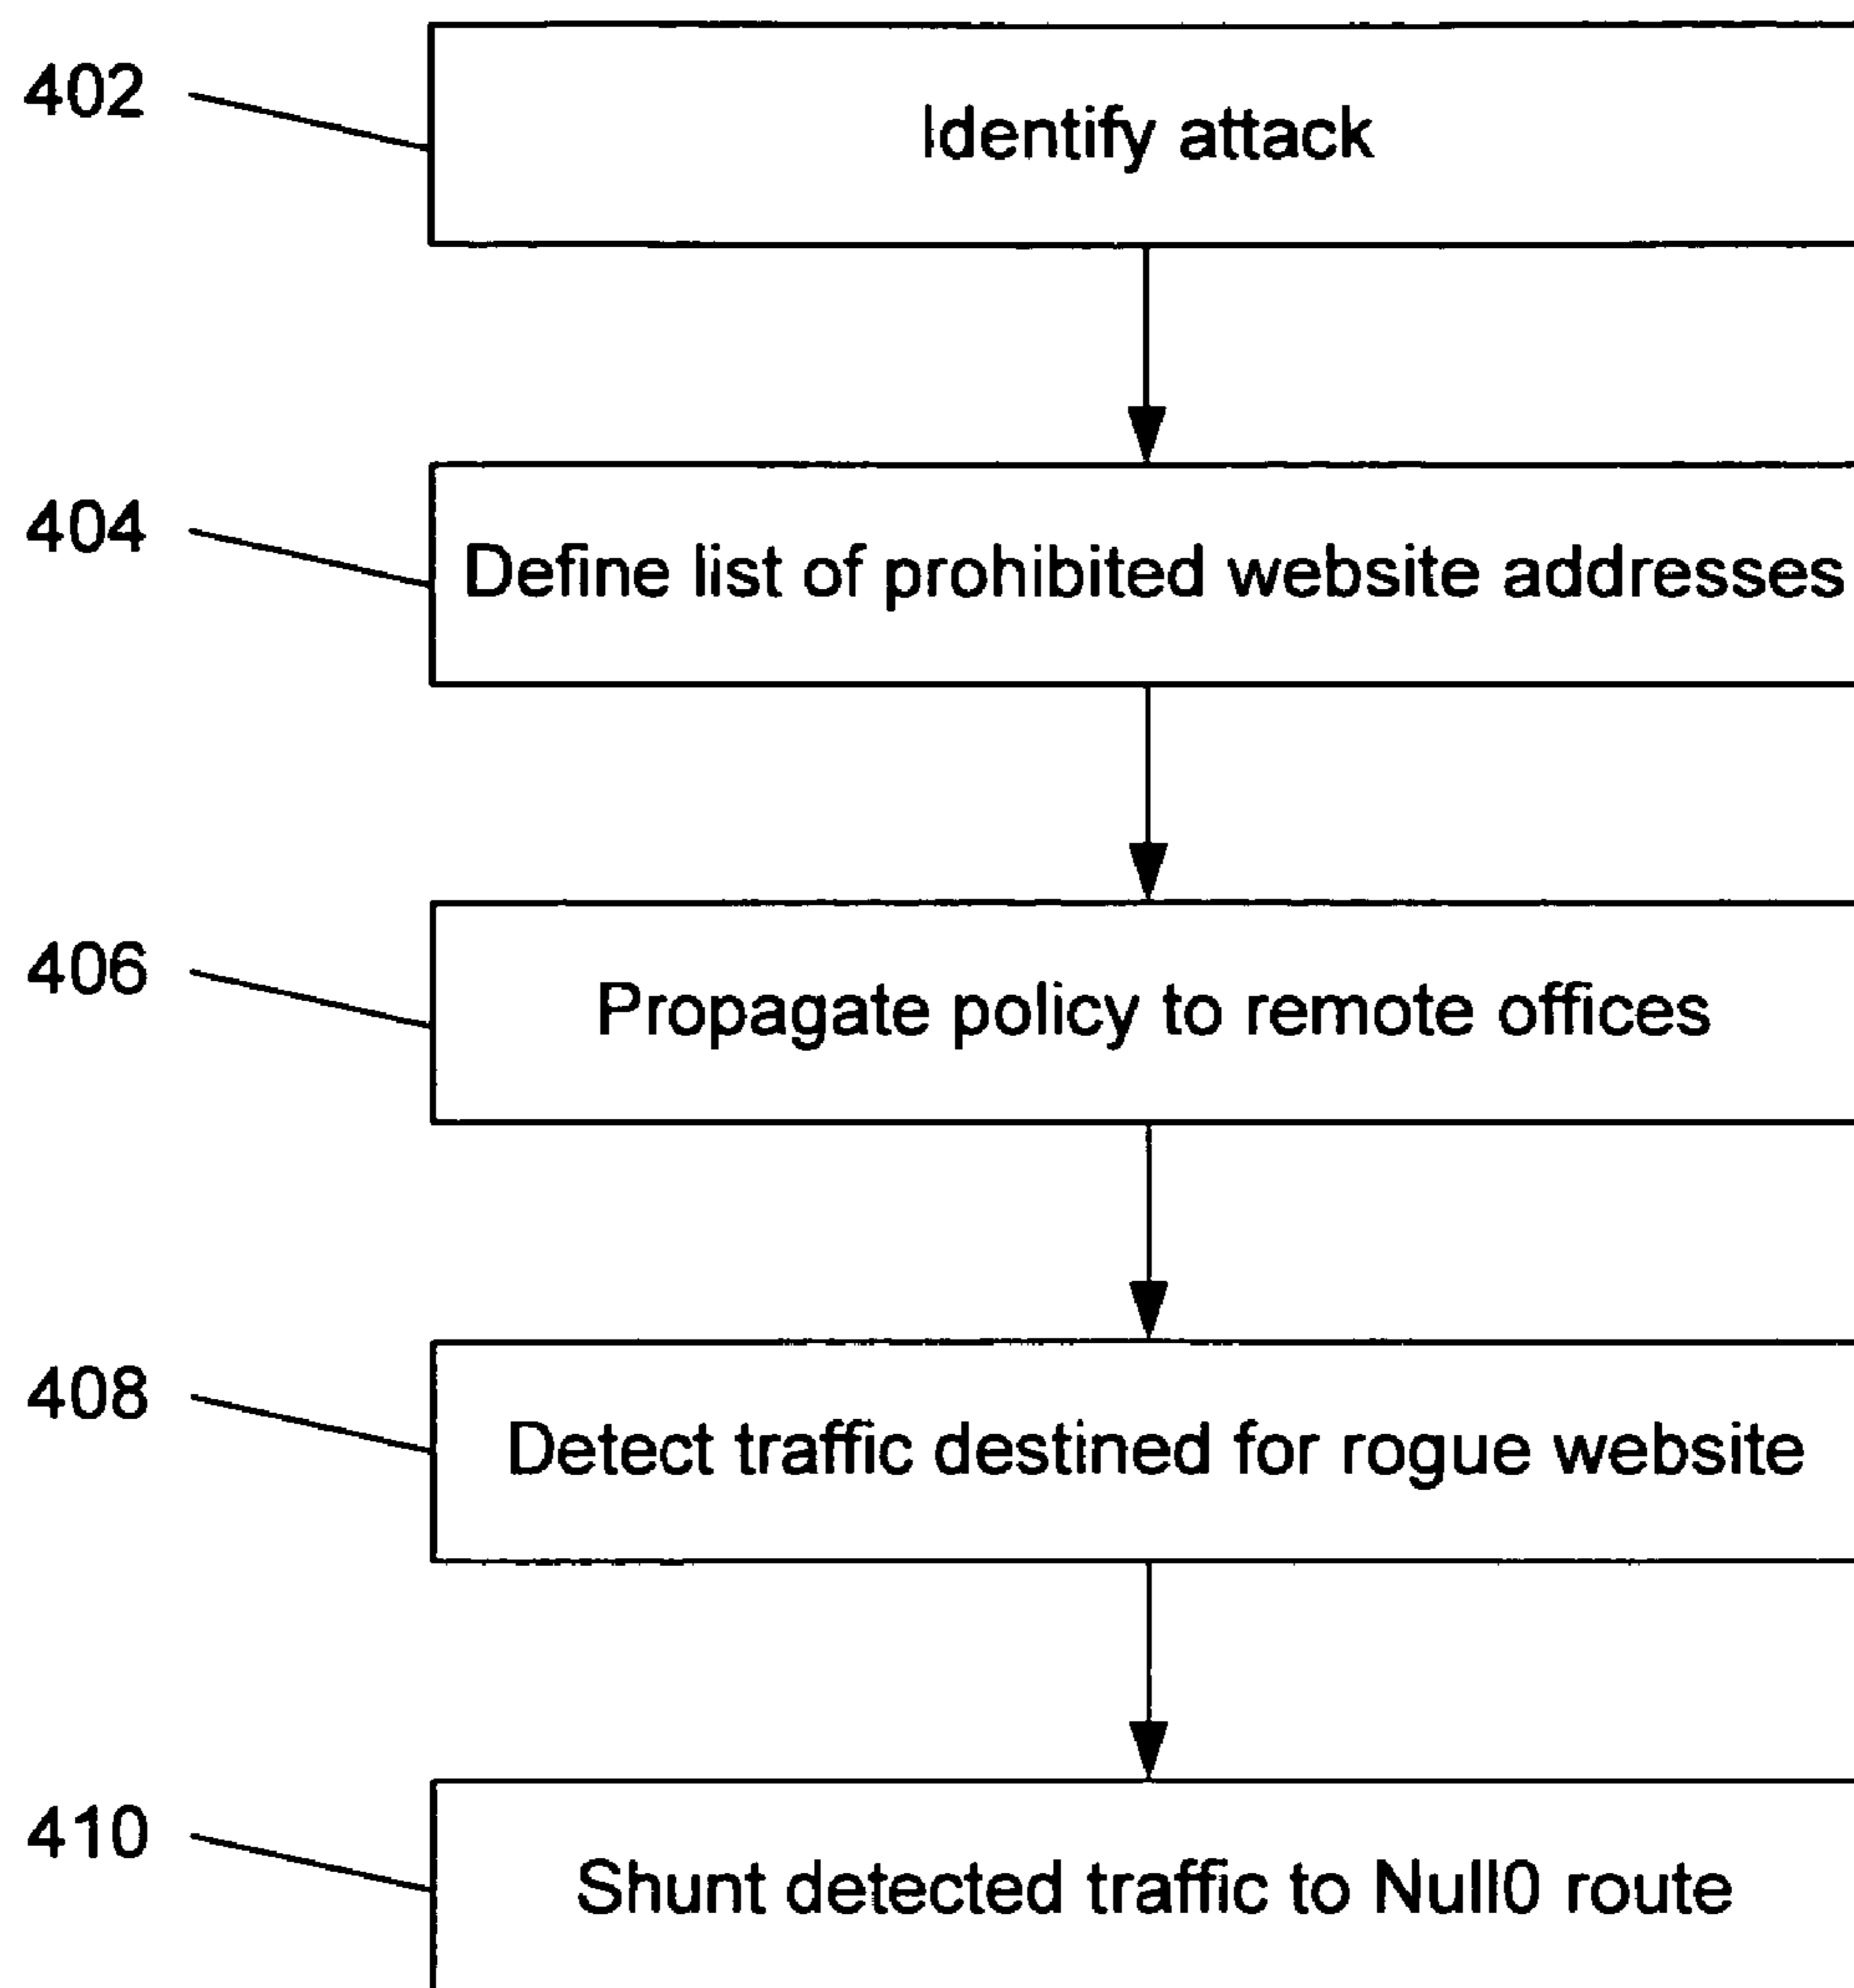 402
Identify attack
404
Define list of prohibited website addresses
406
Propagate policy to remote offices
408
Detect traffic destined for rogue website
410
Shunt detected traffic to Null0 route